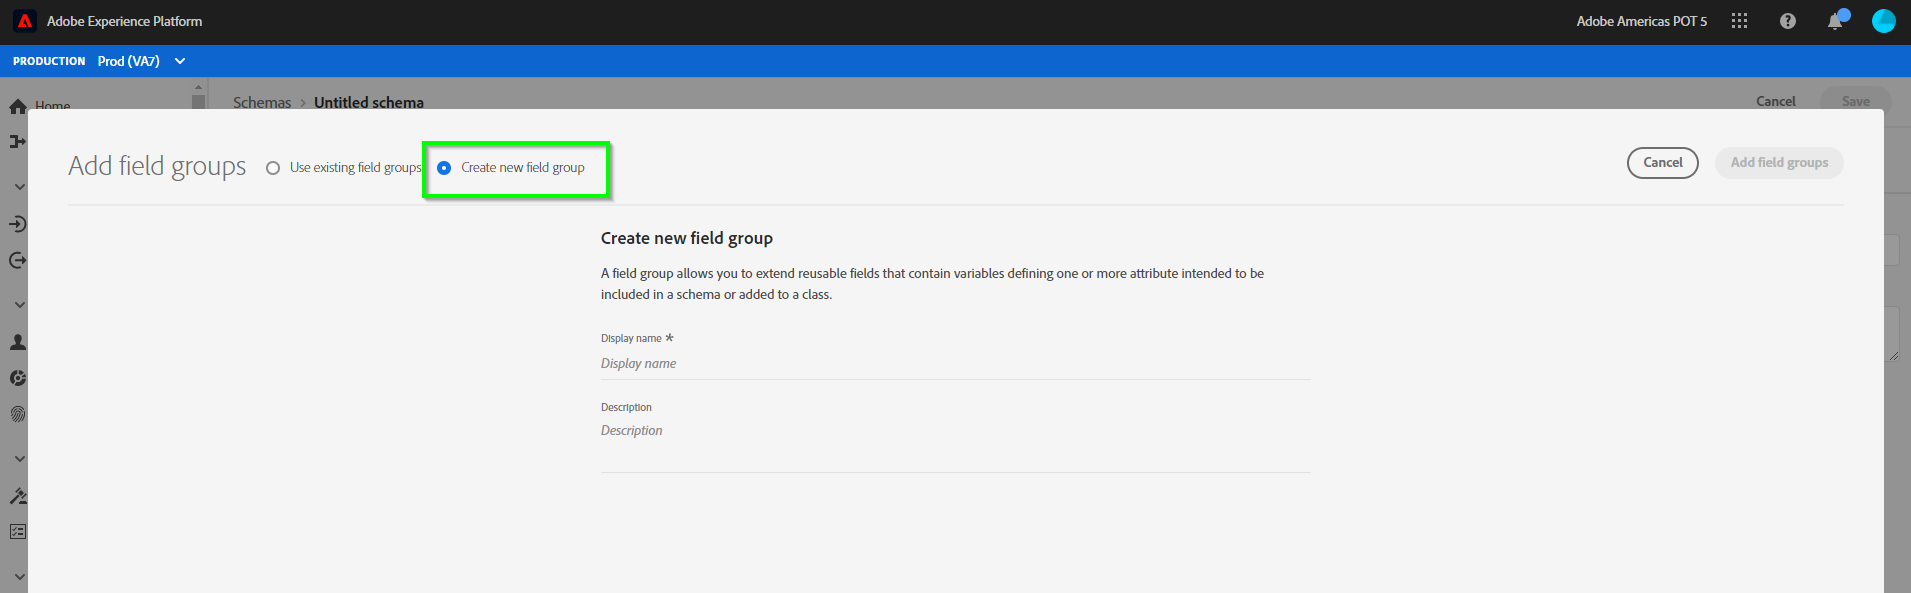 Adobe Experience Platform
Adobe Americas POT 5
PRODUCTION Prod (VA7)
Home
Schemas > Untitled schema
Cancel
Save
Add field groups
Use existing field groups
Create new field group
Cancel
Add field groups
Create new field group
A field group allows you to extend reusable fields that contain variables defining one or more attribute intended to be
included in a schema or added to a class.
Display name *
Display name
Description
Description